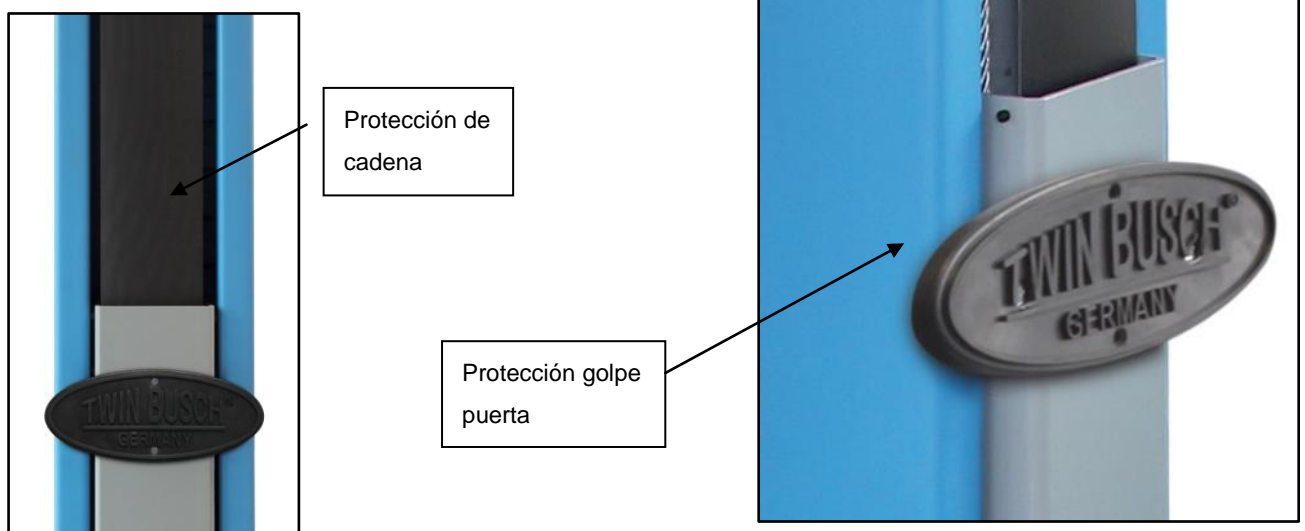 Protección de
cadena
TWIN BUSCH®
GERMANY
Protección golpe
puerta
TWIN BUSCH®
GERMANY